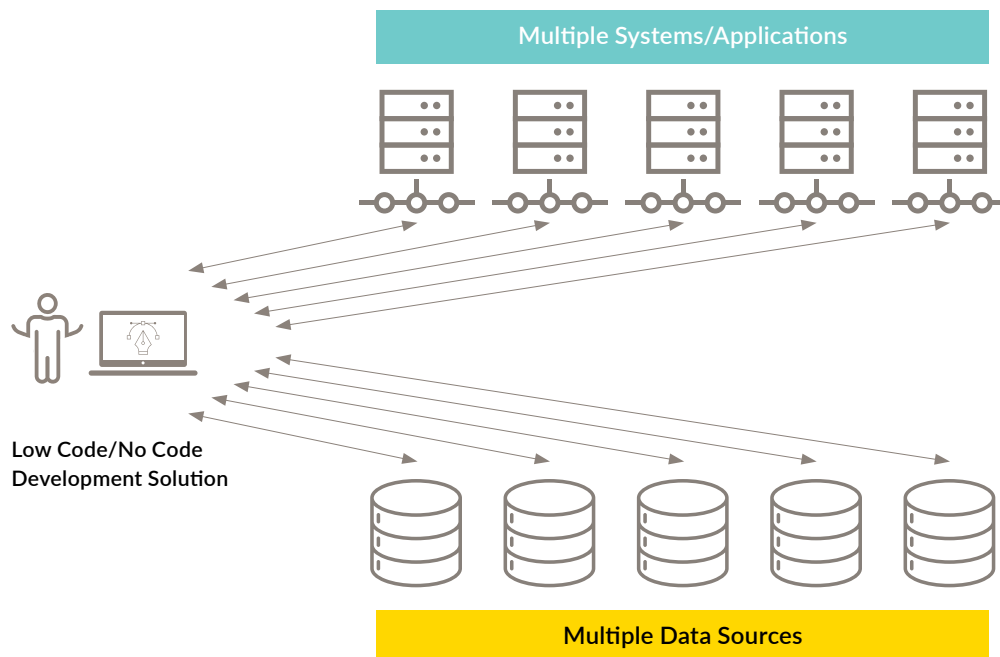 Multiple Systems/Applications
Low Code/No Code
Development Solution
Multiple Data Sources